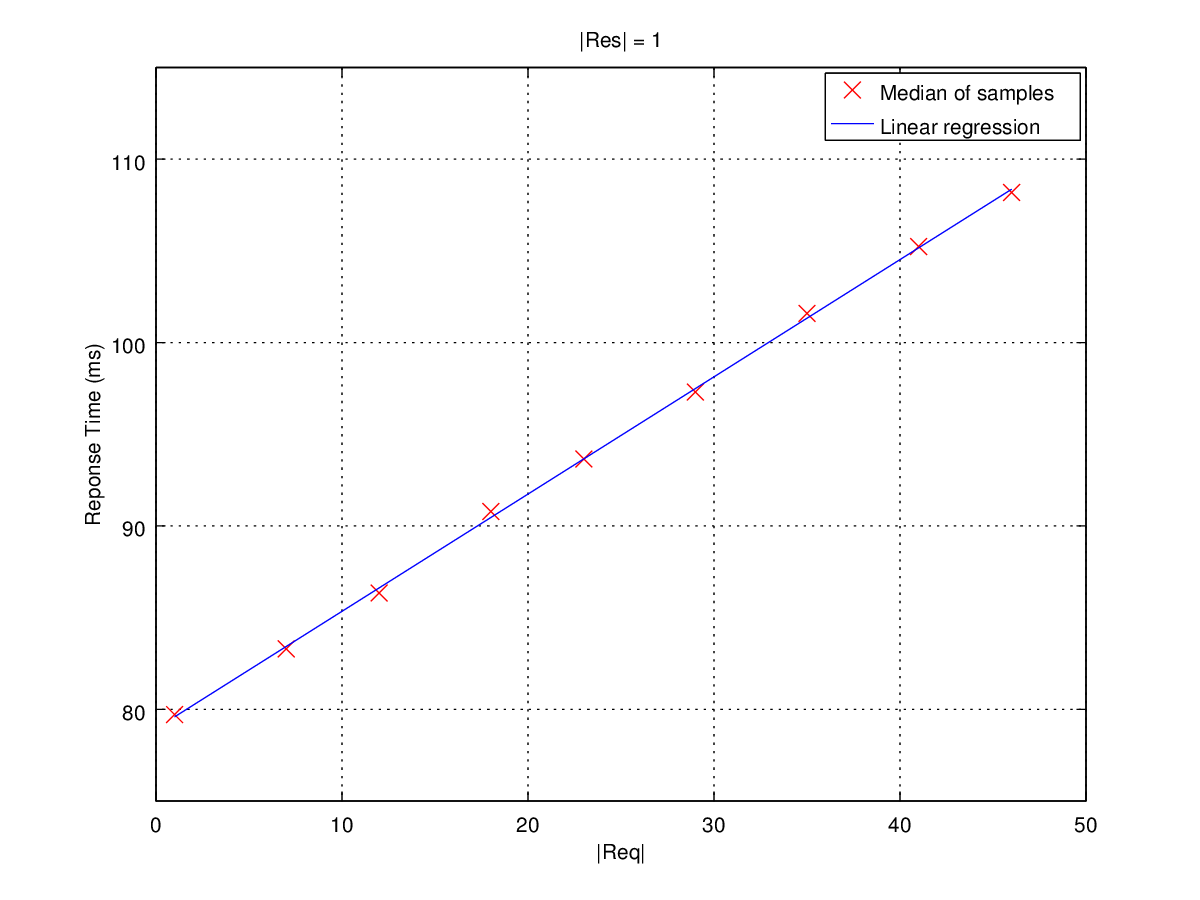 |Res| = 1
Median of samples
Linear regression
110
100
90
80
Reponse Time (ms)
0 10 20 30 40 50
|Req|